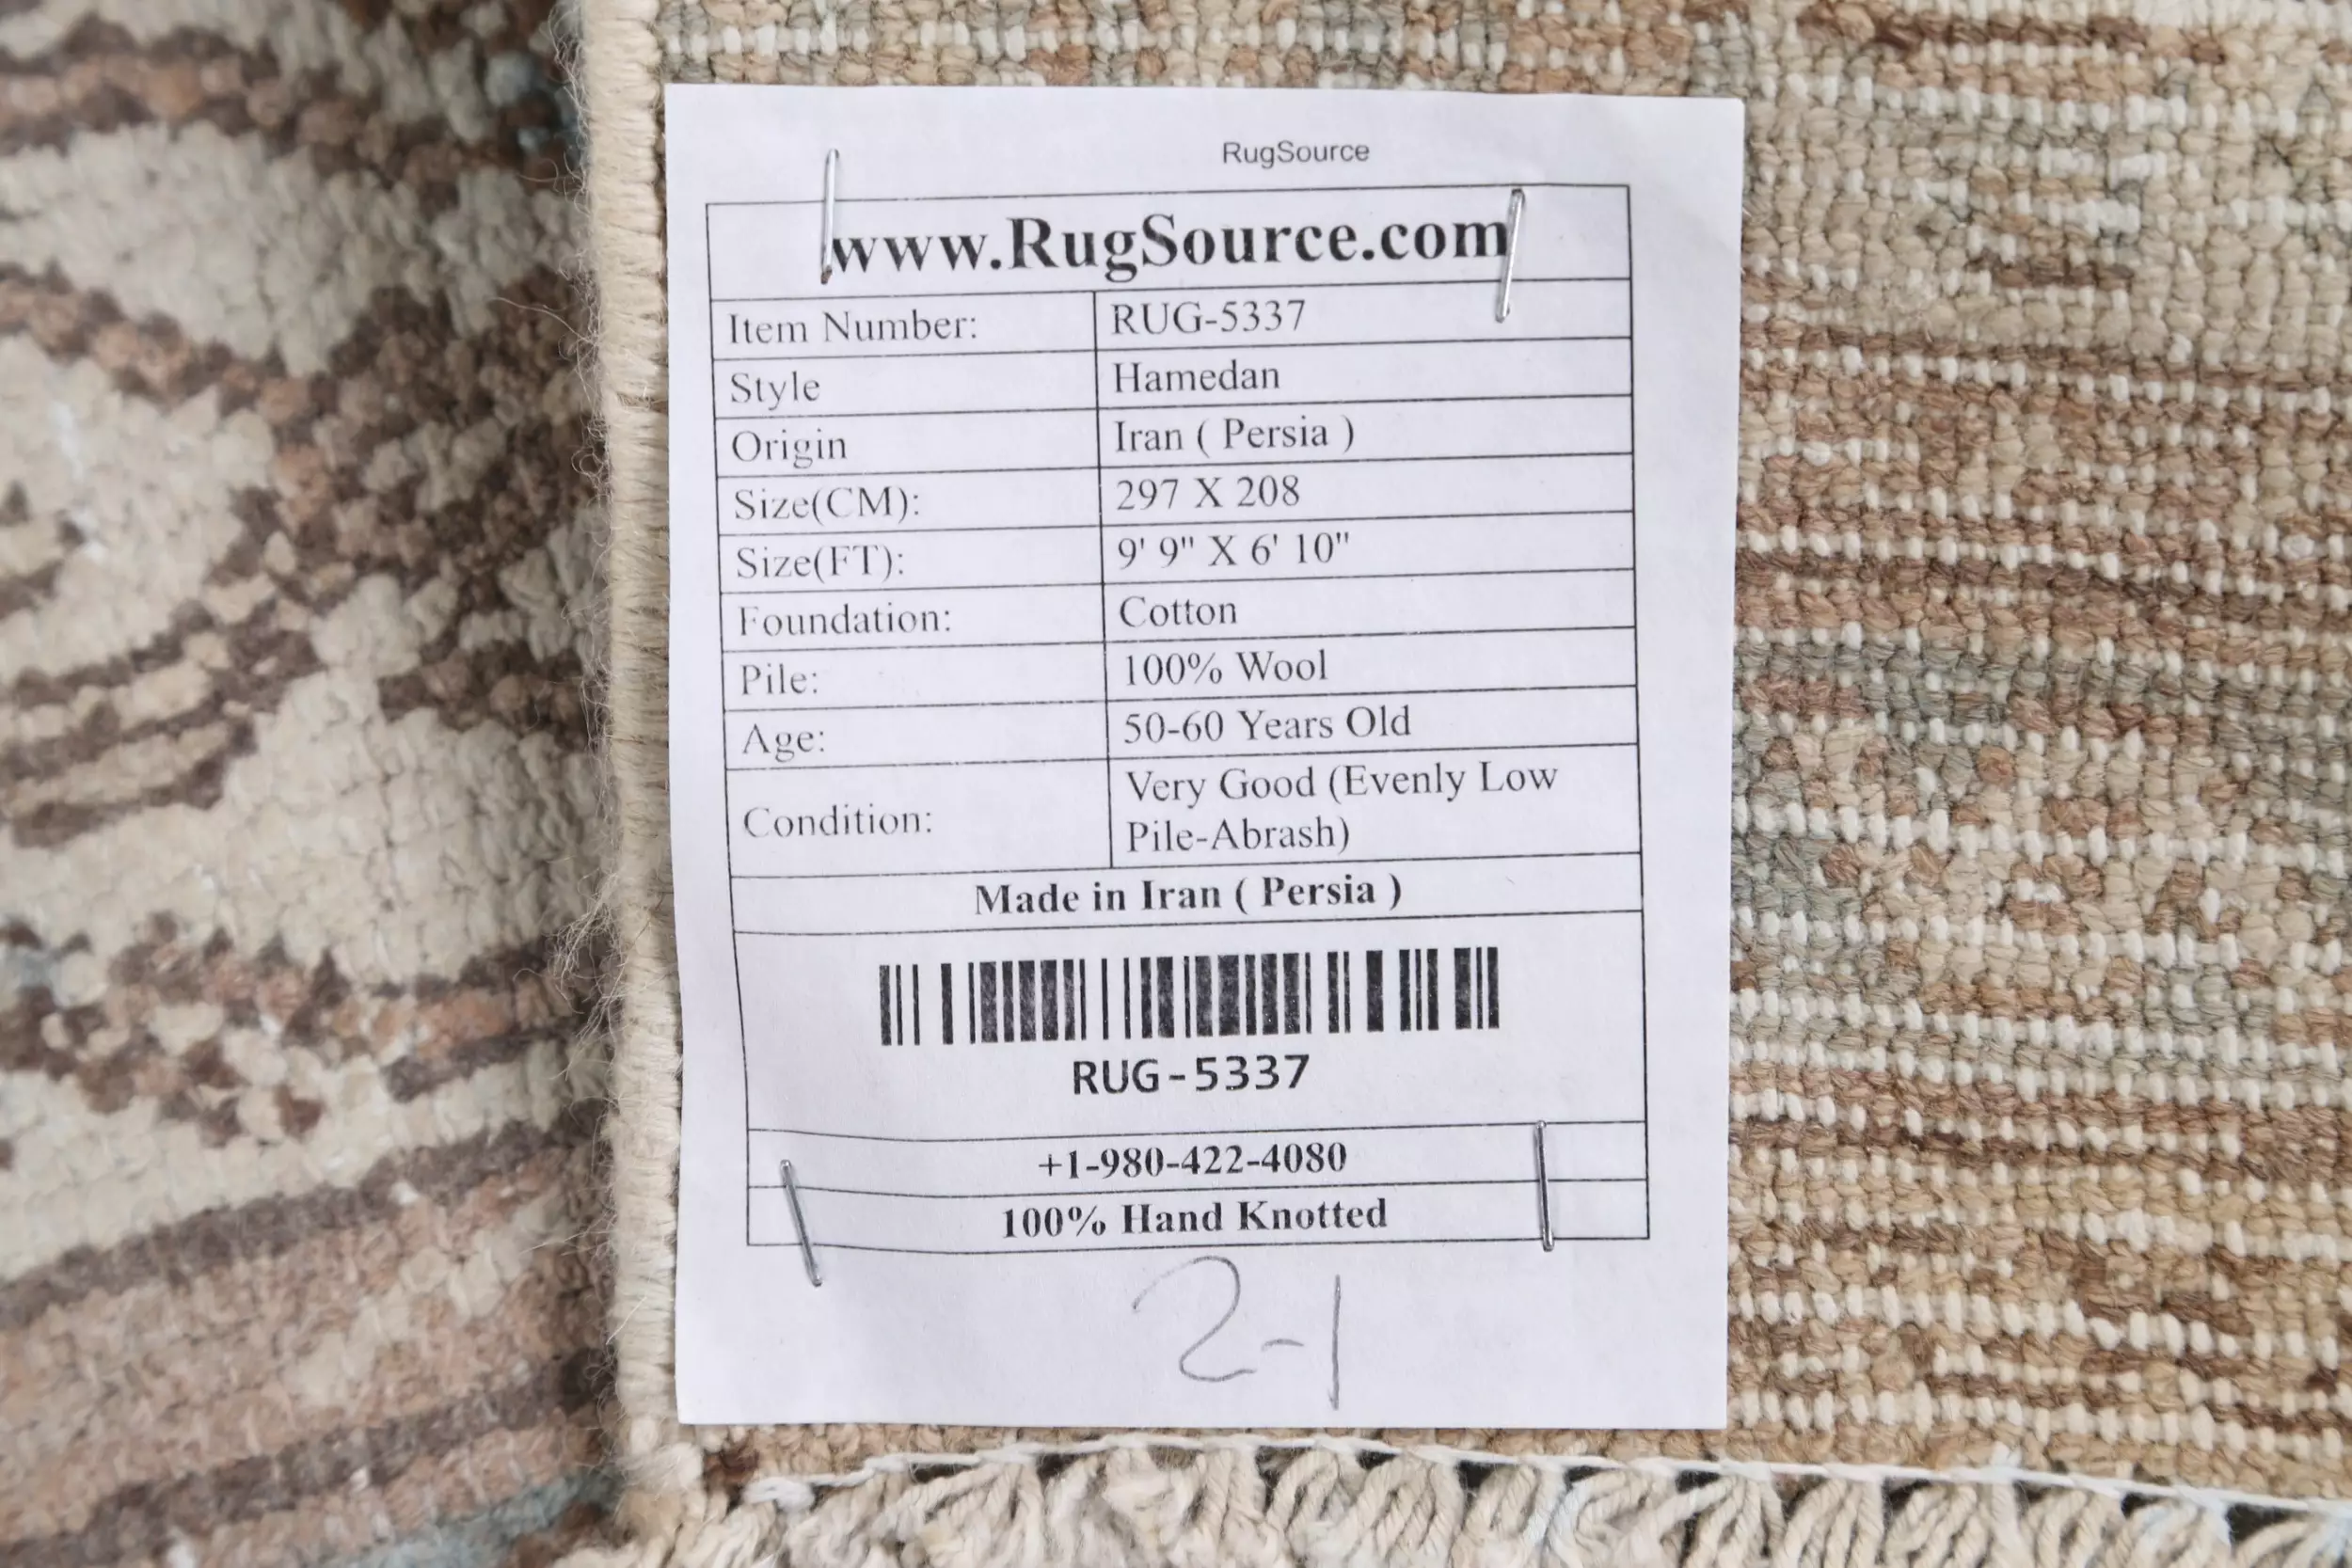 RugSource
www.RugSource.com
Item Number: RUG-5337
Style Hamedan
Origin Iran ( Persia )
Size(CM): 297 X 208
Size(FT): 9' 9" X 6' 10"
Foundation: Cotton
Pile: 100% Wool
Age: 50-60 Years Old
Condition: Very Good (Evenly Low
Pile-Abrash)
Made in Iran ( Persia )
RUG-5337
+1-980-422-4080
100% Hand Knotted
2-1